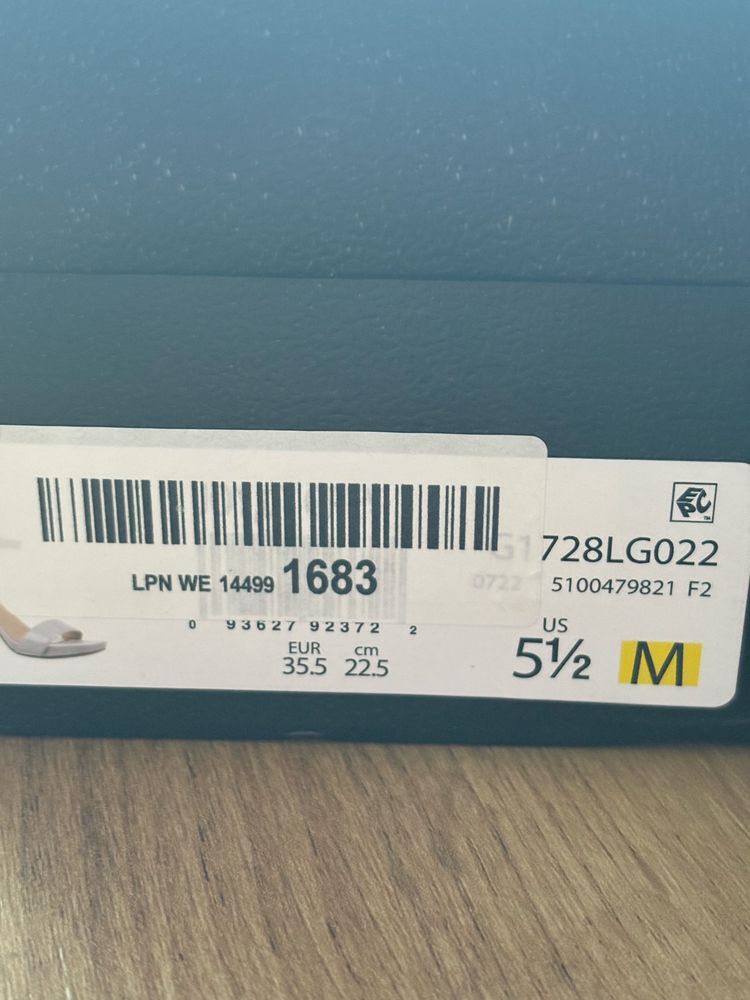 LPN WE 14499 1683
G1728LG022
0722 5100479821 F2
0 93627 92372 2
EUR cm
35.5 22.5
US
5½ M